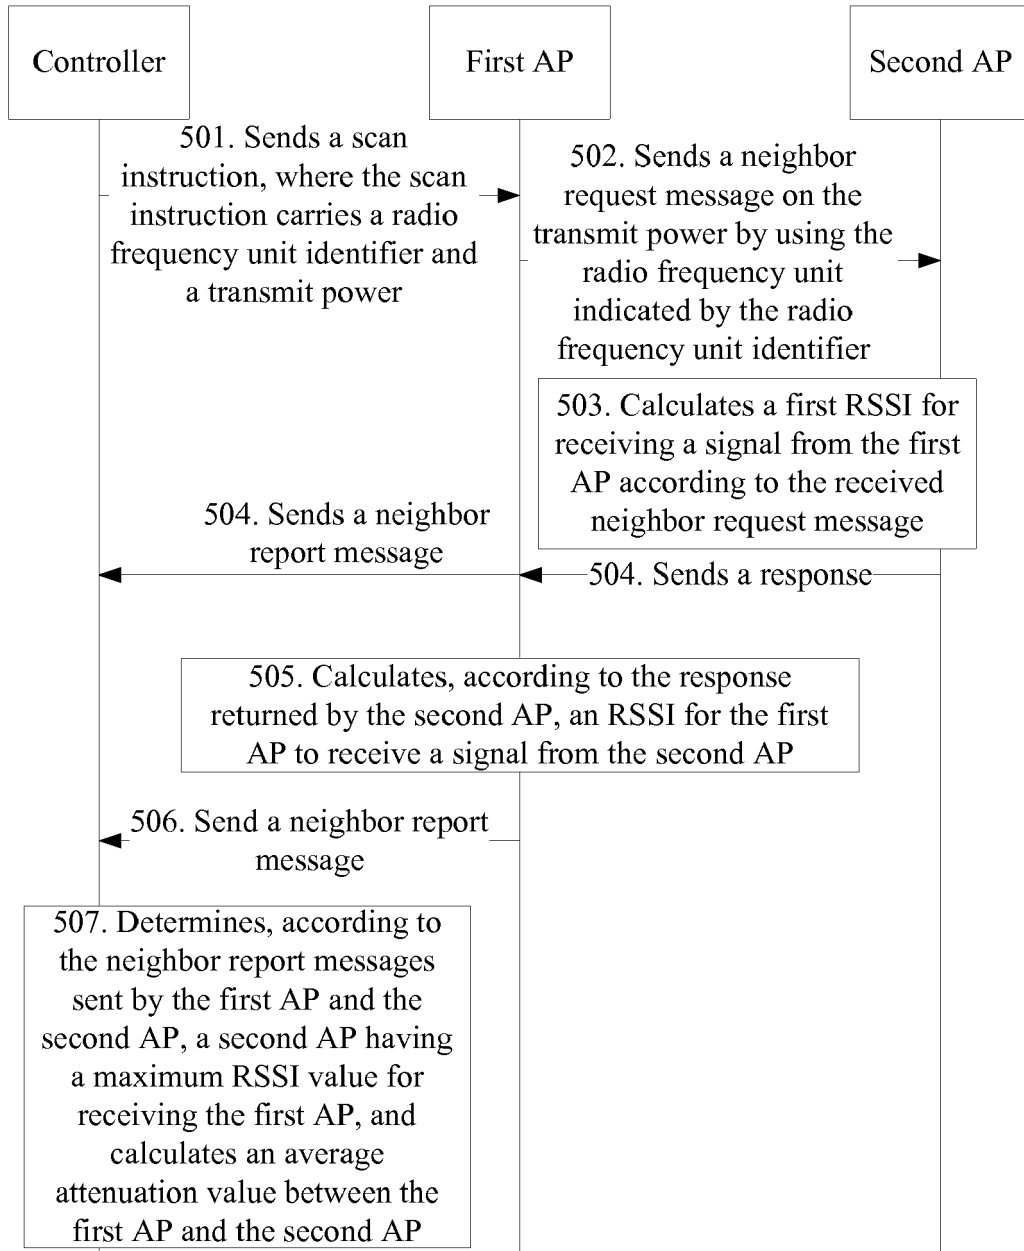 Controller
First AP
Second AP
501. Sends a scan
instruction, where the scan
instruction carries a radio
frequency unit identifier and
a transmit power
502. Sends a neighbor
request message on the
transmit power by using the
radio frequency unit
indicated by the radio
frequency unit identifier
503. Calculates a first RSSI for
receiving a signal from the first
AP according to the received
neighbor request message
504. Sends a neighbor
report message
504. Sends a response
505. Calculates, according to the response
returned by the second AP, an RSSI for the first
AP to receive a signal from the second AP
506. Send a neighbor report
message
507. Determines, according to
the neighbor report messages
sent by the first AP and the
second AP, a second AP having
a maximum RSSI value for
receiving the first AP, and
calculates an average
attenuation value between the
first AP and the second AP